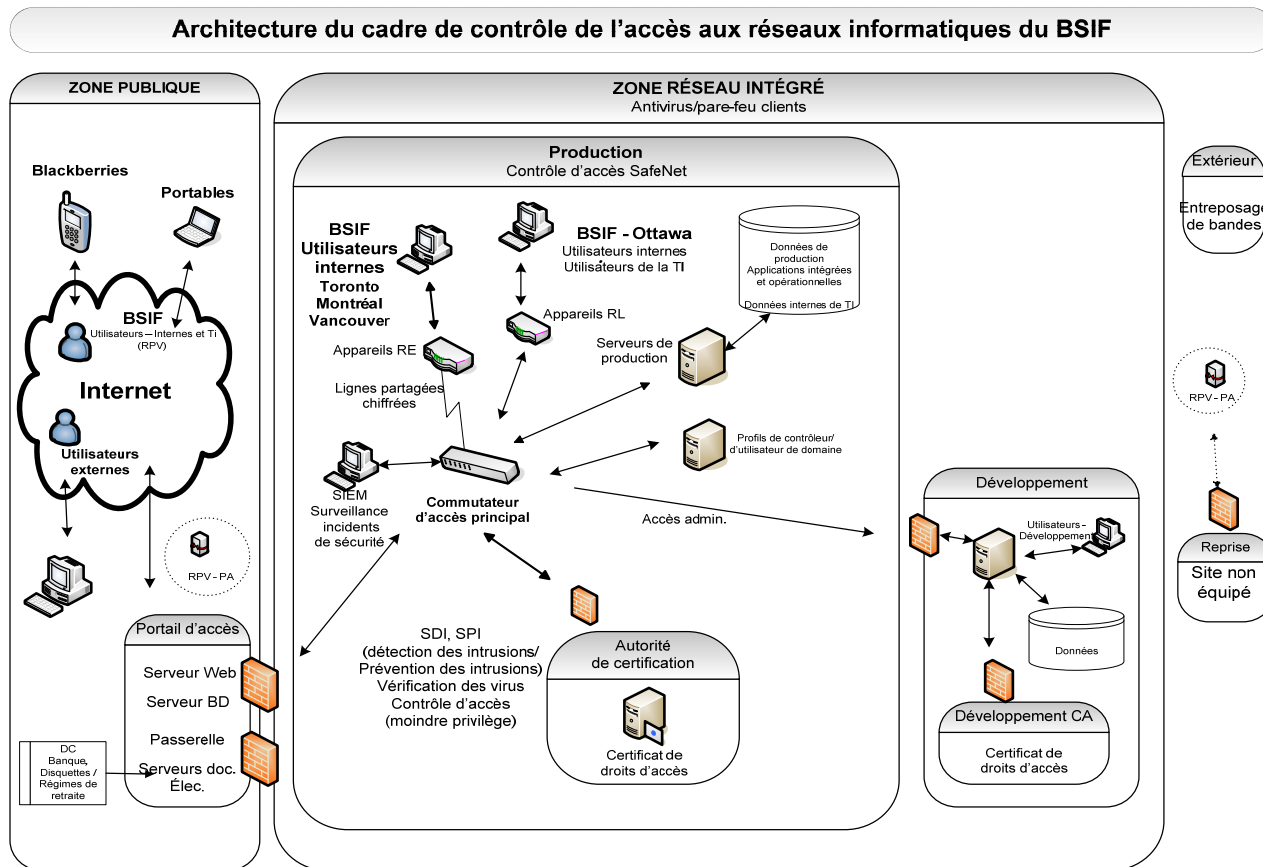 Architecture du cadre de contrôle de l'accès aux réseaux informatiques du BSIF
ZONE PUBLIQUE
Blackberries
Portables
BSIF
Utilisateurs – Internes et Ti
(RPV)
Internet
Utilisateurs
externes
RPV - PA
Portail d'accès
Serveur Web
Serveur BD
Passerelle
Serveurs doc.
Élec.
DC
Banque,
Disquettes /
Régimes de
retraite
ZONE RÉSEAU INTÉGRÉ
Antivirus/pare-feu clients
Production
Contrôle d'accès SafeNet
BSIF
Utilisateurs
internes
Toronto
Montréal
Vancouver
BSIF - Ottawa
Utilisateurs internes
Utilisateurs de la TI
Données de
production
Applications intégrées
et opérationnelles
Données internes de TI
Appareils RE
Appareils RL
Serveurs de
production
Lignes partagées
chiffrées
Profils de contrôleur/
d'utilisateur de domaine
SIEM
Surveillance
incidents
de sécurité
Commutateur
d'accès principal
Accès admin.
SDI, SPI
(détection des intrusions/
Prévention des intrusions)
Vérification des virus
Contrôle d'accès
(moindre privilège)
Autorité
de certification
Certificat de
droits d'accès
Développement
Utilisateurs -
Développement
Données
Développement CA
Certificat de
droits d'accès
Extérieur
Entreposage
de bandes
RPV - PA
Reprise
Site non
équipé